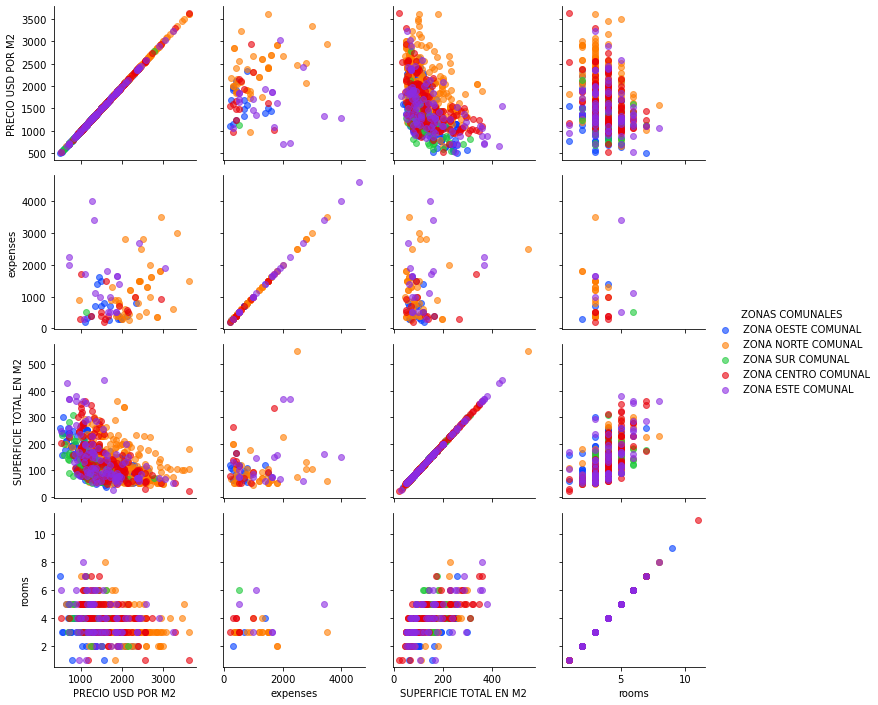 PRECIO USD POR M2
3500
3000
2500
2000
1500
1000
500
expenses
4000
3000
2000
1000
0
SUPERFICIE TOTAL EN M2
500
400
300
200
100
0
rooms
10
8
6
4
2
1000 2000 3000
PRECIO USD POR M2
0 2000 4000
expenses
0 200 400
SUPERFICIE TOTAL EN M2
5 10
rooms
ZONAS COMUNALES
ZONA OESTE COMUNAL
ZONA NORTE COMUNAL
ZONA SUR COMUNAL
ZONA CENTRO COMUNAL
ZONA ESTE COMUNAL